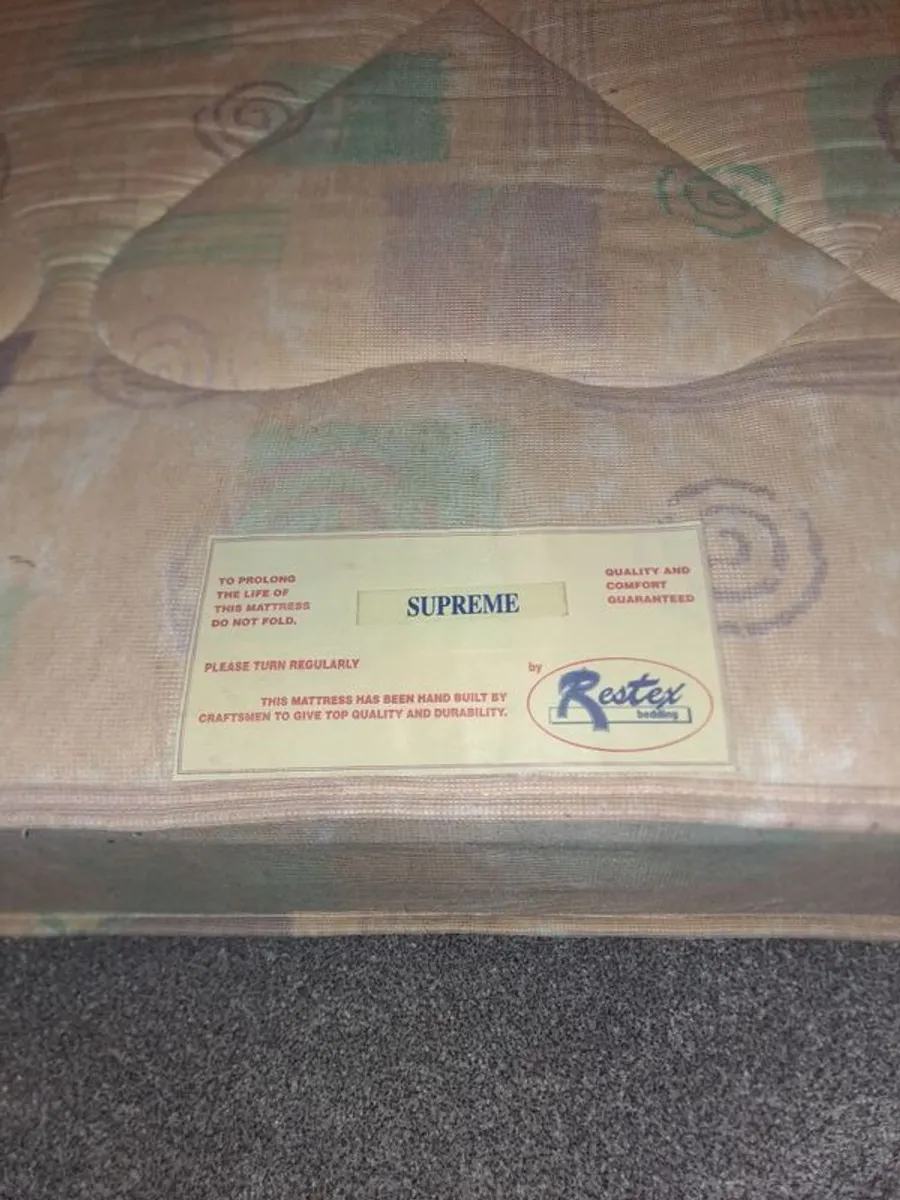 TO PROLONG
THE LIFE OF
THIS MATTRESS
DO NOT FOLD.
SUPREME
QUALITY AND
COMFORT
GUARANTEED
PLEASE TURN REGULARLY
THIS MATTRESS HAS BEEN HAND BUILT BY
CRAFTSMEN TO GIVE TOP QUALITY AND DURABILITY.
by
Restex
bedding